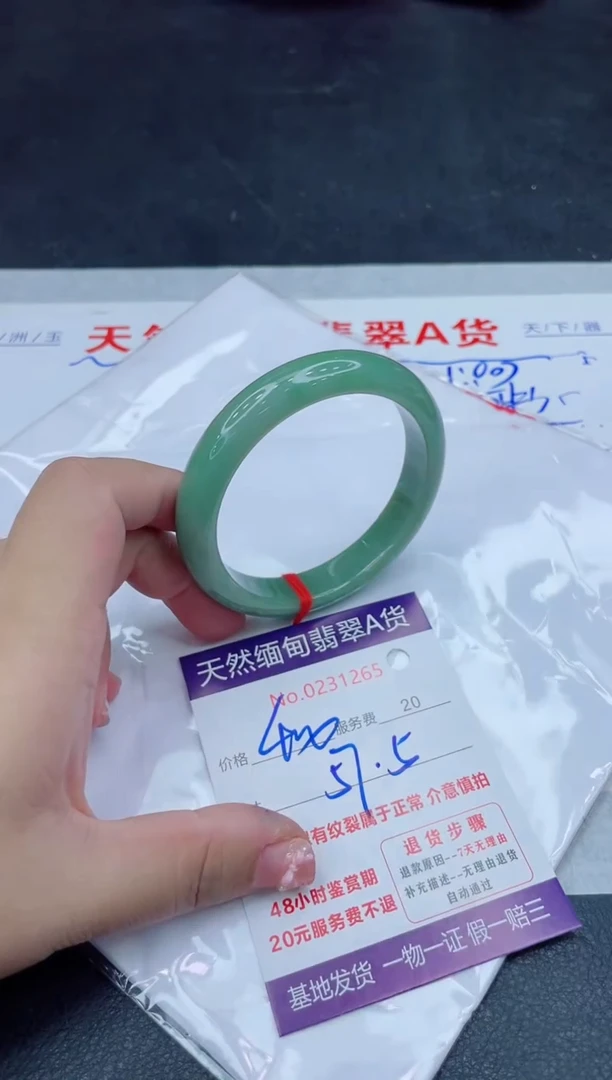 洲/玉
天 翡翠A货
天/下/器
天然缅甸翡翠A货
No.0231265
价格 服务费 20
57.5
有纹裂属于正常 介意慎拍
退货步骤
退款原因--7天无理由
补充描述--无理由退货
自动通过
48小时鉴赏期
20元服务费不退
基地发货 一物一证 假一赔三